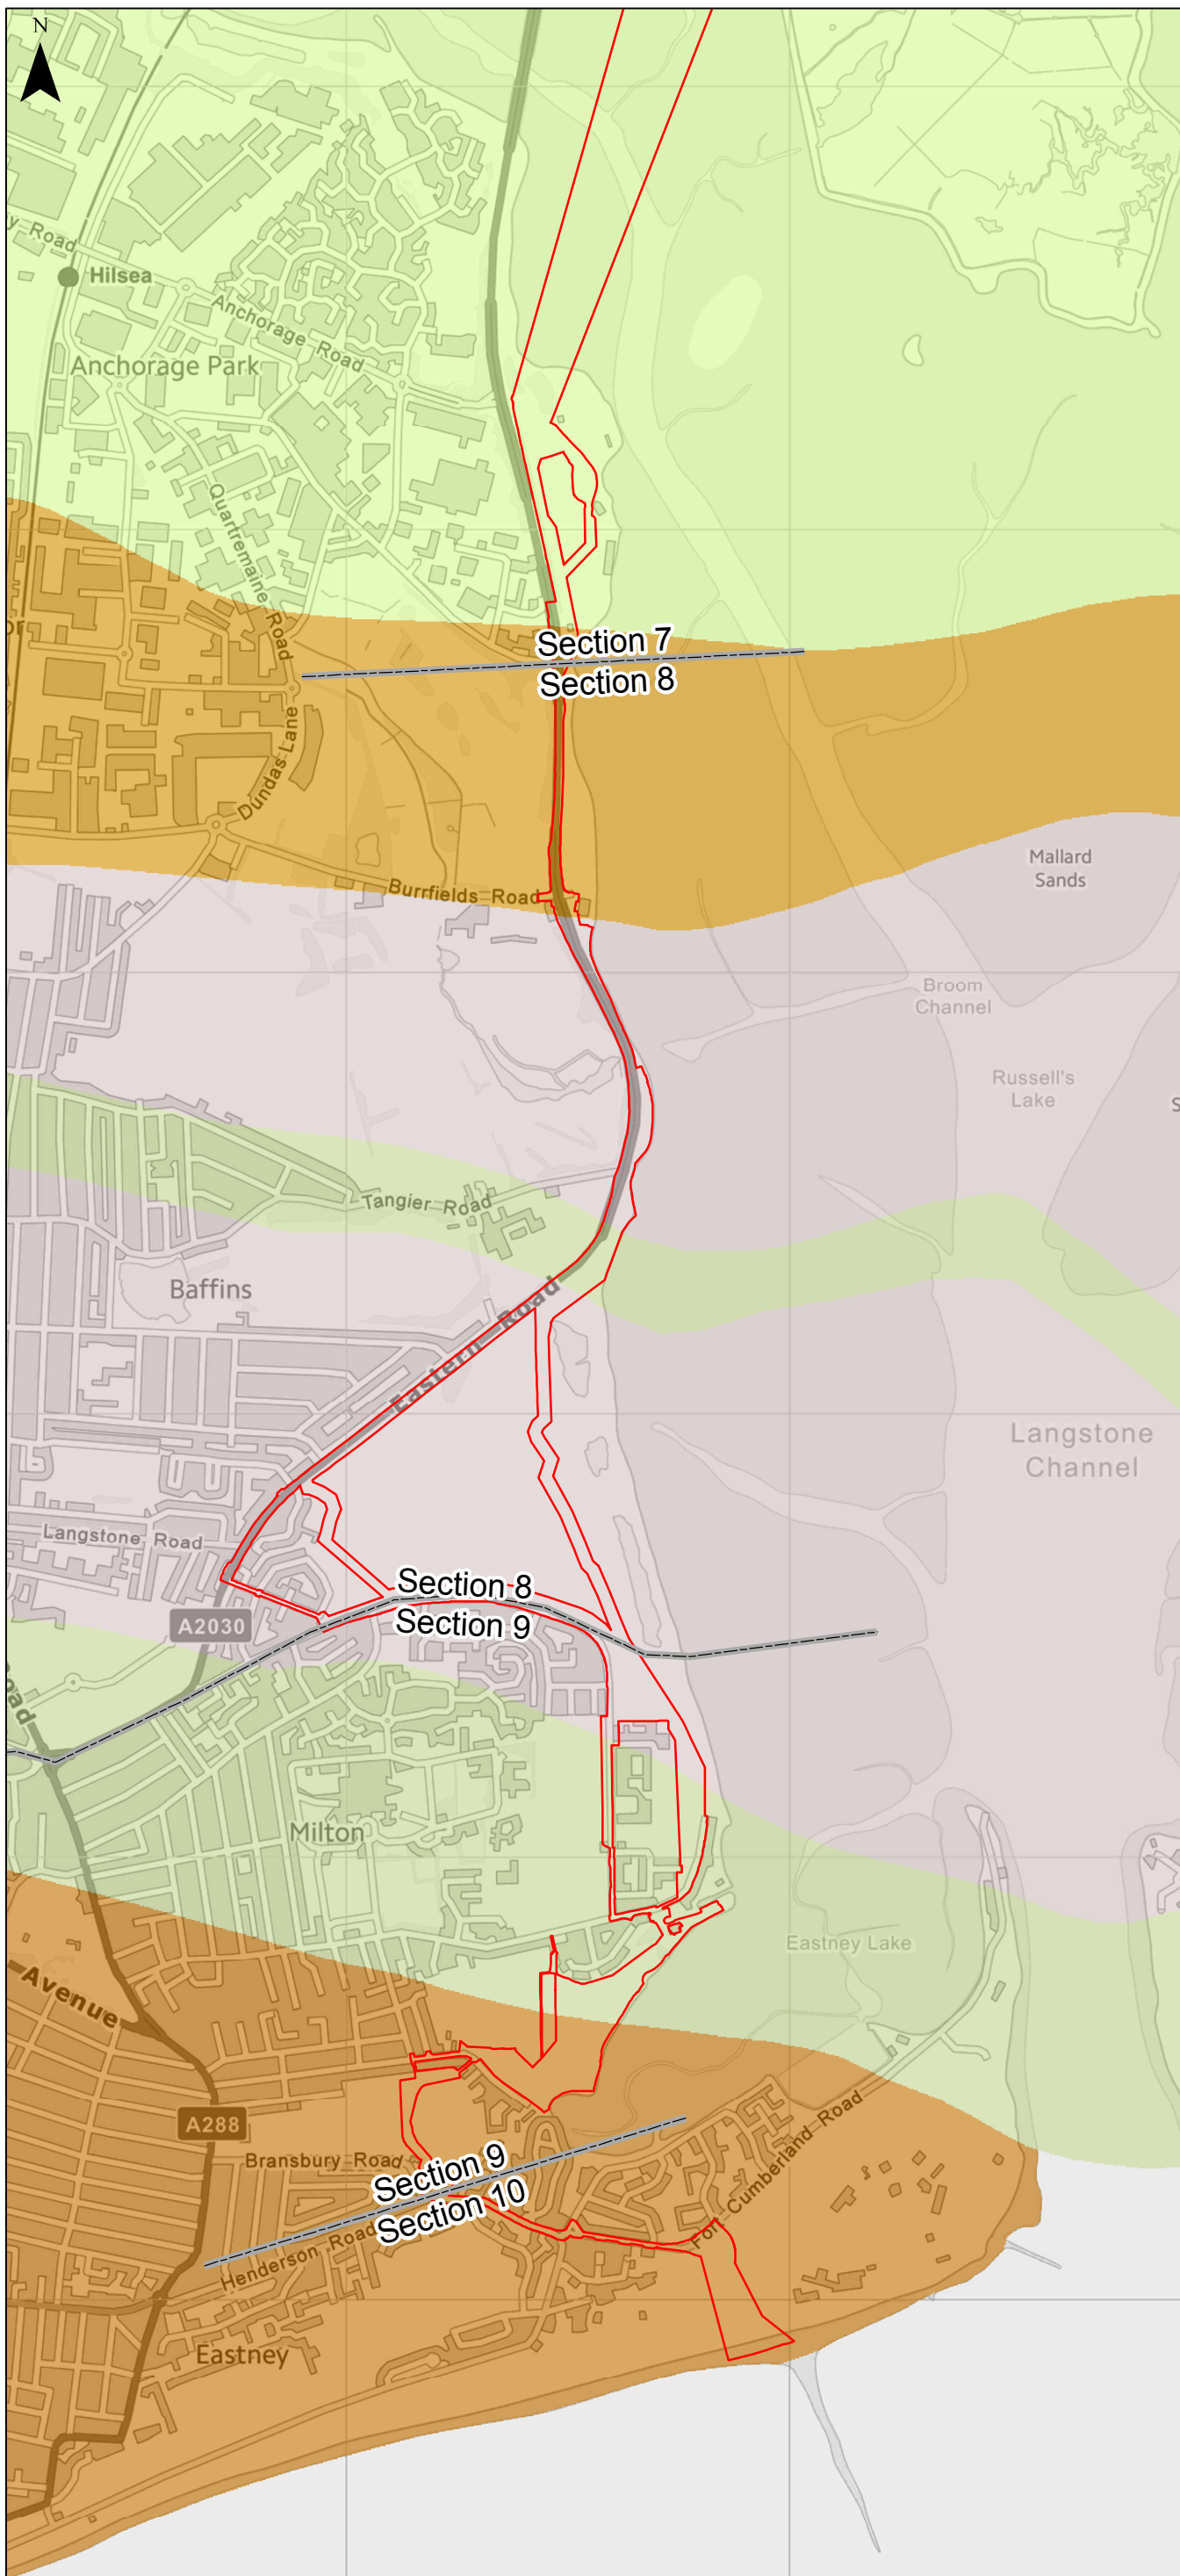 N
y Road
Hilsea
Anchorage Road
Anchorage Park
Quartremaine Road
Section 7
Section 8
Dundas Lane
Burrfields Road
Mallard
Sands
Broom
Channel
Russell's
Lake
S
Tangier Road
Baffins
Eastern Road
Langstone
Channel
Langstone Road
Section 8
Section 9
A2030
oad
Milton
Eastney Lake
Avenue
A288
Bransbury Road
Section 9
Section 10
Fort Cumberland Road
Henderson Road
Eastney